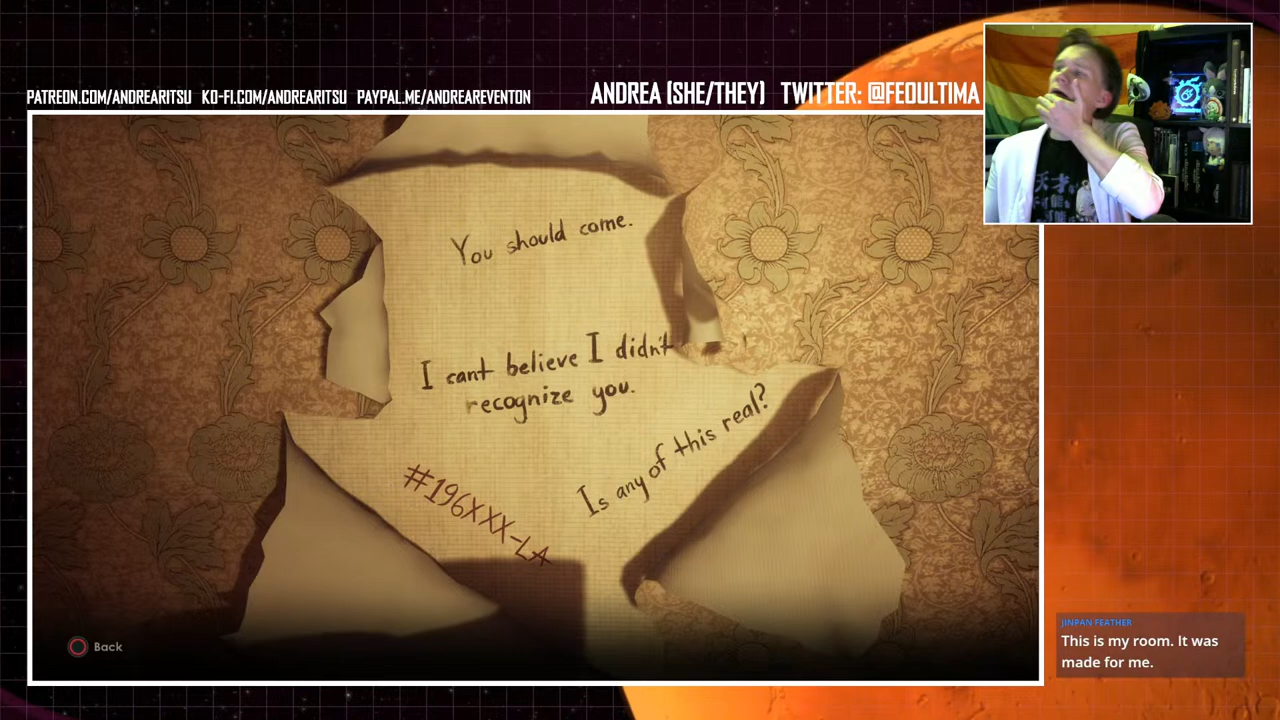 PATREON.COM/ANDREARITSU KO-FI.COM/ANDREARITSU PAYPAL.ME/ANDREAREVENTON
ANDREA (SHE/THEY) TWITTER: @FEOULTIMA
You should come.
I cant believe I didn't
recognize you.
Is any of this real?
#196XXX-LA
Back
JINPAN FEATHER
This is my room. It was
made for me.